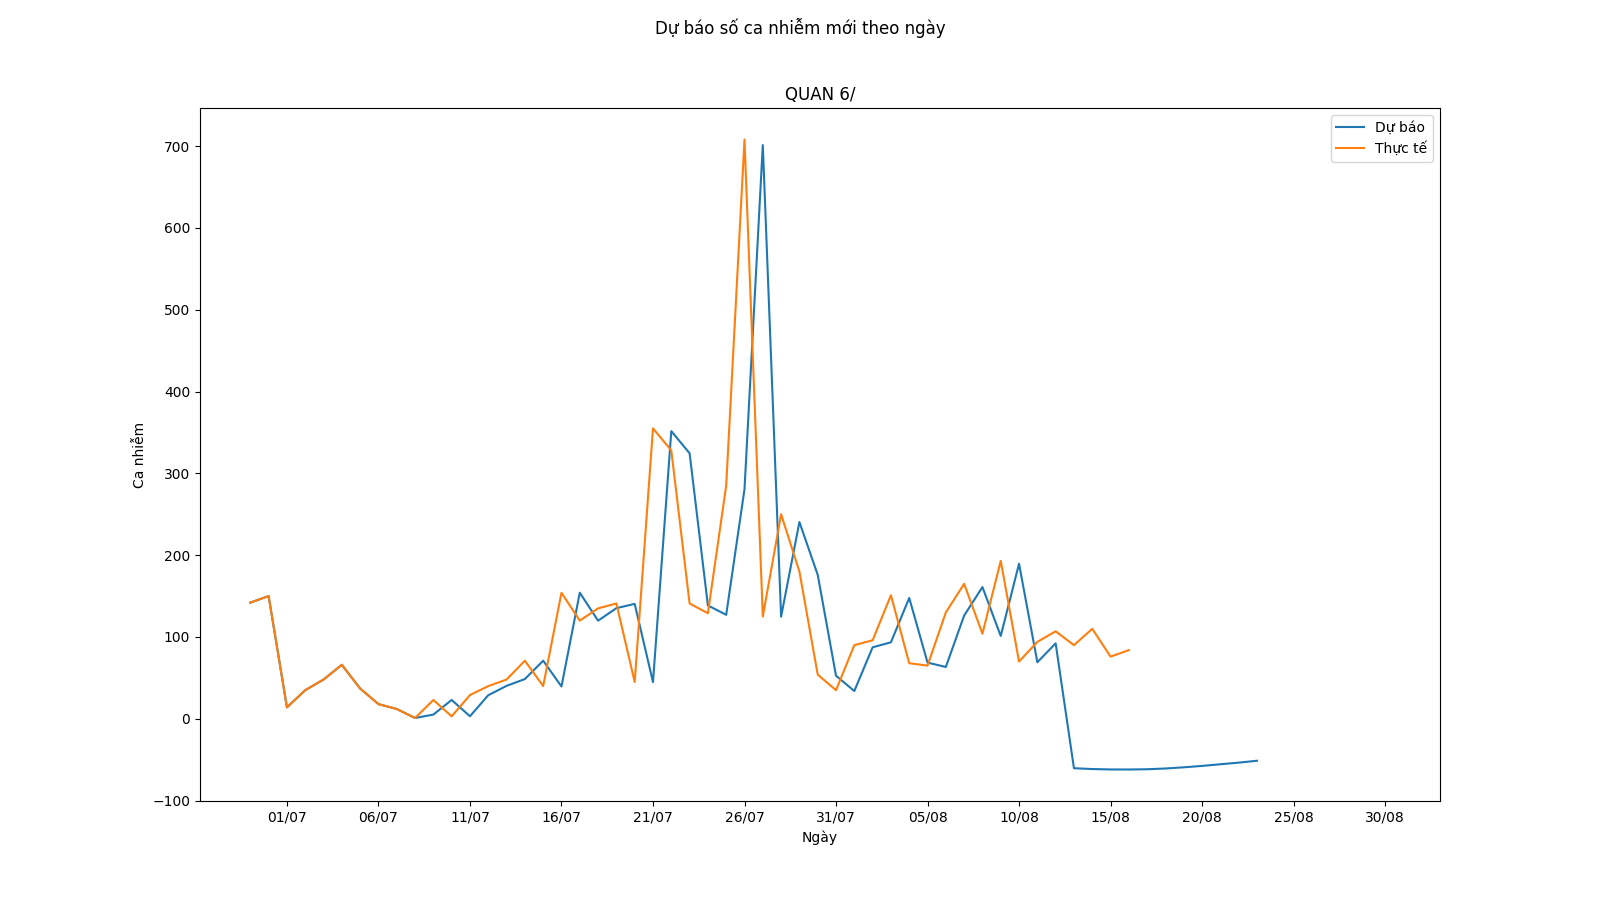 Dự báo số ca nhiễm mới theo ngày
QUAN 6/
Dự báo
Thực tế
700
600
500
400
300
200
100
0
−100
Ca nhiễm
01/07 06/07 11/07 16/07 21/07 26/07 31/07 05/08 10/08 15/08 20/08 25/08 30/08
Ngày